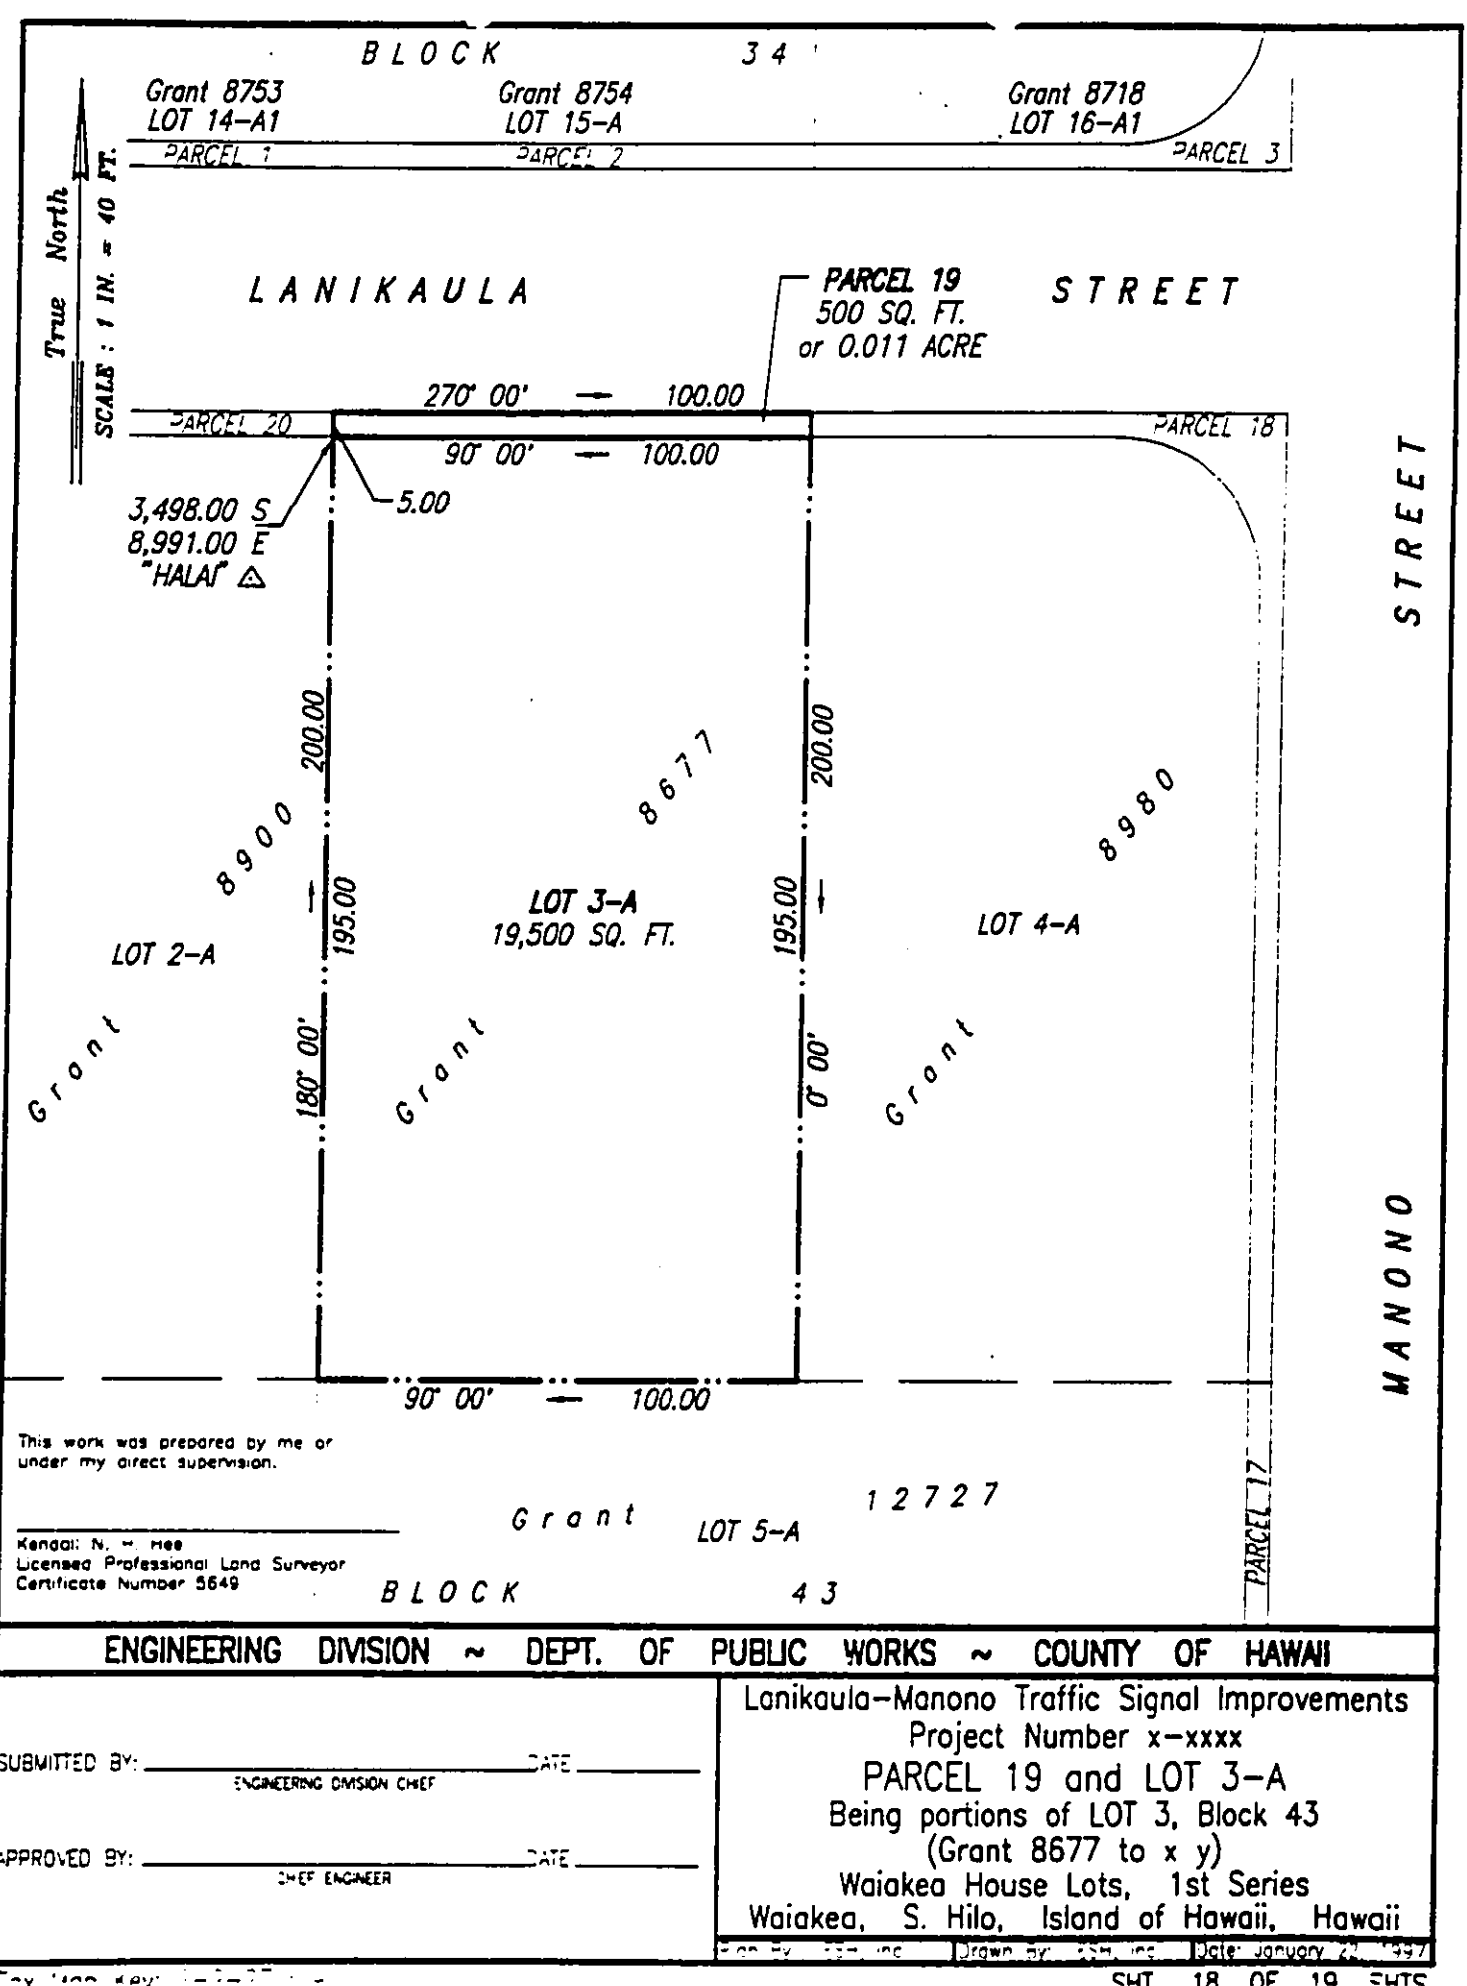 BLOCK 34
Grant 8753
LOT 14-A1
PARCEL 1
Grant 8754
LOT 15-A
PARCEL 2
Grant 8718
LOT 16-A1
PARCEL 3
True North
SCALE : 1 IN. = 40 FT.
LANIKAULA STREET
PARCEL 19
500 SQ. FT.
or 0.011 ACRE
270° 00' 100.00
PARCEL 20
PARCEL 18
90° 00' 100.00
5.00
3,498.00 S
8,991.00 E
"HALAI"
MANONO STREET
200.00
195.00
180° 00'
200.00
195.00
0° 00'
Grant 8900
LOT 2-A
Grant 8677
LOT 3-A
19,500 SQ. FT.
Grant 8980
LOT 4-A
90° 00' 100.00
This work was prepared by me or
under my direct supervision.
Kendall N. H. Hee
Licensed Professional Land Surveyor
Certificate Number 5649
Grant 12727
LOT 5-A
PARCEL 17
BLOCK 43
ENGINEERING DIVISION ~ DEPT. OF PUBLIC WORKS ~ COUNTY OF HAWAII
SUBMITTED BY: DATE
ENGINEERING DIVISION CHIEF
APPROVED BY: DATE
CHIEF ENGINEER
Lanikaula-Manono Traffic Signal Improvements
Project Number x-xxxx
PARCEL 19 and LOT 3-A
Being portions of LOT 3, Block 43
(Grant 8677 to x y)
Waiakea House Lots, 1st Series
Waiakea, S. Hilo, Island of Hawaii, Hawaii
Drawn By: Date: January 1997
Tax Map Key:
SHT. 18 OF 19 SHTS